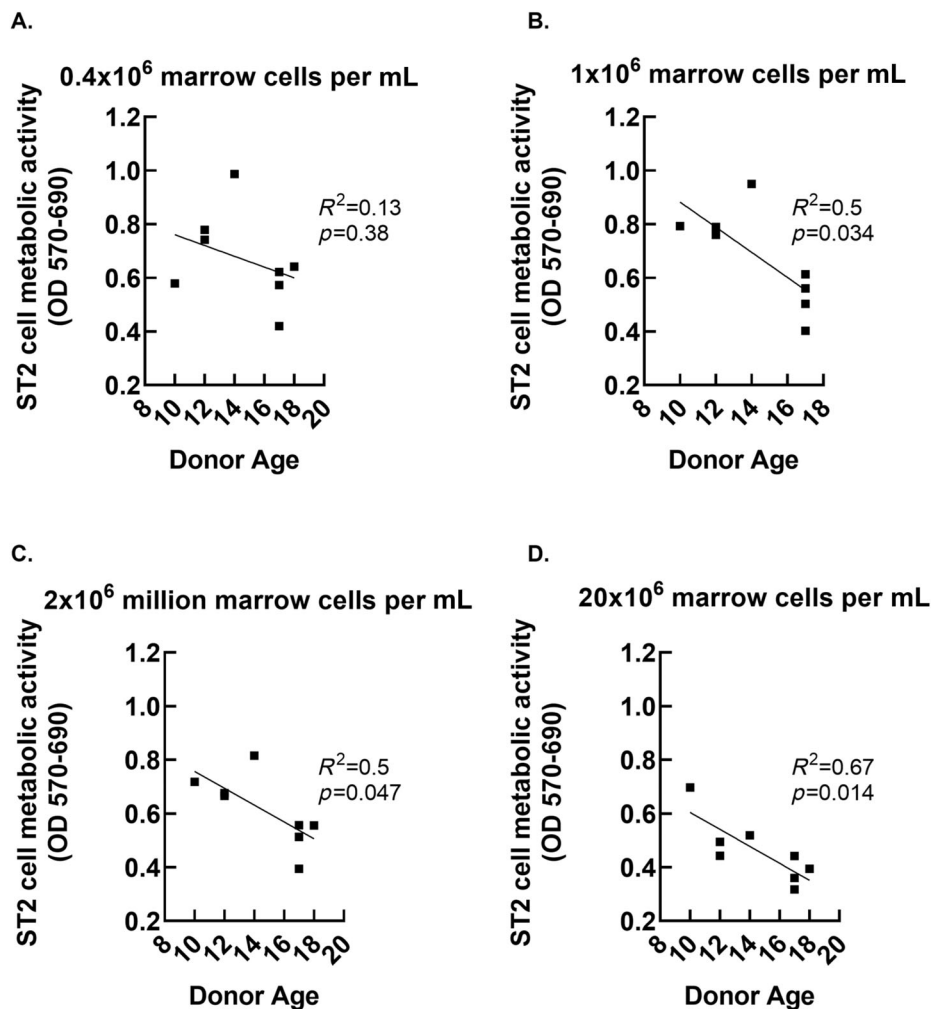 A.
0.4x10⁶ marrow cells per mL
ST2 cell metabolic activity
(OD 570-690)
1.2
1.0
0.8
0.6
0.4
0.2
R²=0.13
p=0.38
8 10 12 14 16 18 20
Donor Age
B.
1x10⁶ marrow cells per mL
ST2 cell metabolic activity
(OD 570-690)
1.2
1.0
0.8
0.6
0.4
0.2
R²=0.5
p=0.034
8 10 12 14 16 18
Donor Age
C.
2x10⁶ million marrow cells per mL
ST2 cell metabolic activity
(OD 570-690)
1.2
1.0
0.8
0.6
0.4
0.2
R²=0.5
p=0.047
8 10 12 14 16 18 20
Donor Age
D.
20x10⁶ marrow cells per mL
ST2 cell metabolic activity
(OD 570-690)
1.2
1.0
0.8
0.6
0.4
0.2
R²=0.67
p=0.014
8 10 12 14 16 18 20
Donor Age